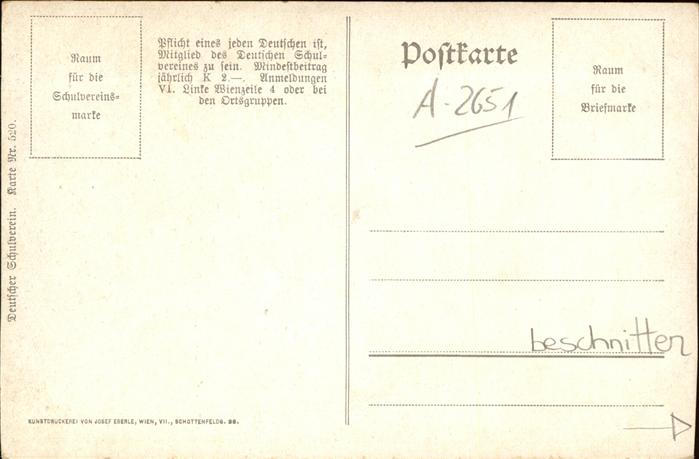 Raum
für die
Schulvereins-
marke
Pflicht eines jeden Deutschen ist,
Mitglied des Deutschen Schul-
vereines zu sein. Mindestbeitrag
jährlich K 2.—. Anmeldungen
VI. Linke Wienzeile 4 oder bei
den Ortsgruppen.
Postkarte
A-2651
Raum
für die
Briefmarke
Deutscher Schulverein. Karte Nr. 520.
beschnitten
KUNSTDRUCKEREI VON JOSEF EBERLE, WIEN, VII., SCHOTTENFELDG. 38.